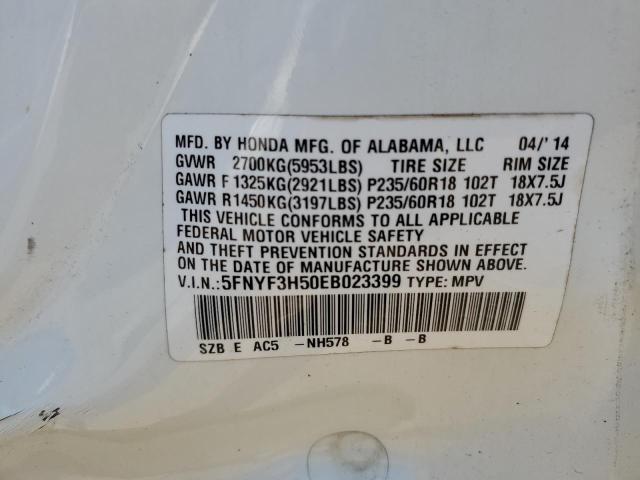 MFD. BY HONDA MFG. OF ALABAMA, LLC 04/'14
GVWR 2700KG(5953LBS) TIRE SIZE RIM SIZE
GAWR F 1325KG(2921LBS) P235/60R18 102T 18X7.5J
GAWR R1450KG(3197LBS) P235/60R18 102T 18X7.5J
THIS VEHICLE CONFORMS TO ALL APPLICABLE
FEDERAL MOTOR VEHICLE SAFETY
AND THEFT PREVENTION STANDARDS IN EFFECT
ON THE DATE OF MANUFACTURE SHOWN ABOVE.
V.I.N.:5FNYF3H50EB023399 TYPE: MPV
SZB E AC5 -NH578 -B -B